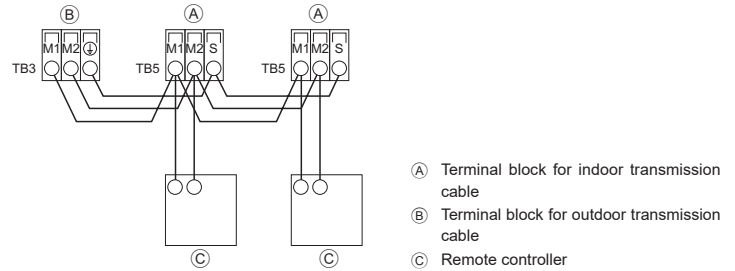 Ⓑ Ⓐ Ⓐ
M1 M2 ⏚ M1 M2 S M1 M2 S
TB3 TB5 TB5
Ⓒ Ⓒ
Ⓐ Terminal block for indoor transmission
cable
Ⓑ Terminal block for outdoor transmission
cable
Ⓒ Remote controller